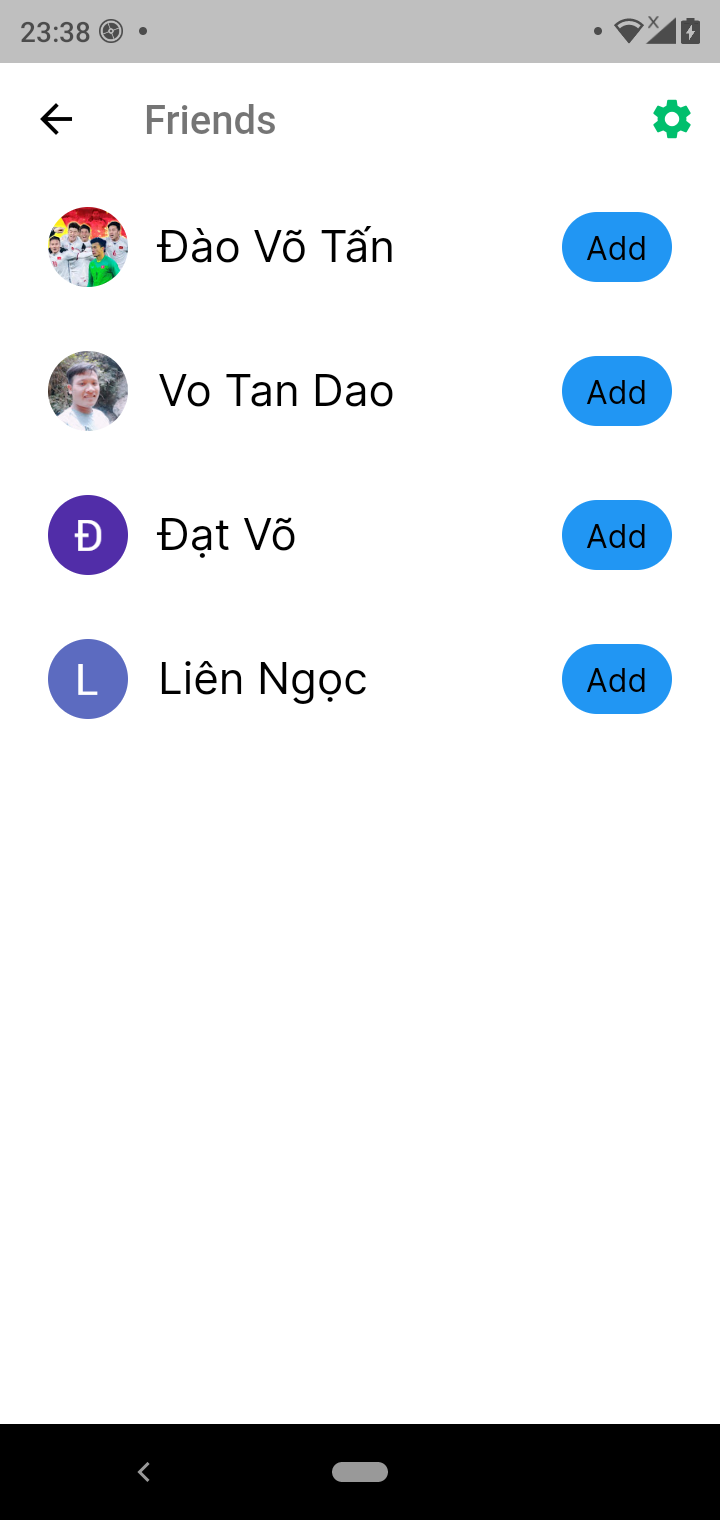 23:38
Friends
Đào Võ Tấn
Add
Vo Tan Dao
Add
Đ
Đạt Võ
Add
L
Liên Ngọc
Add